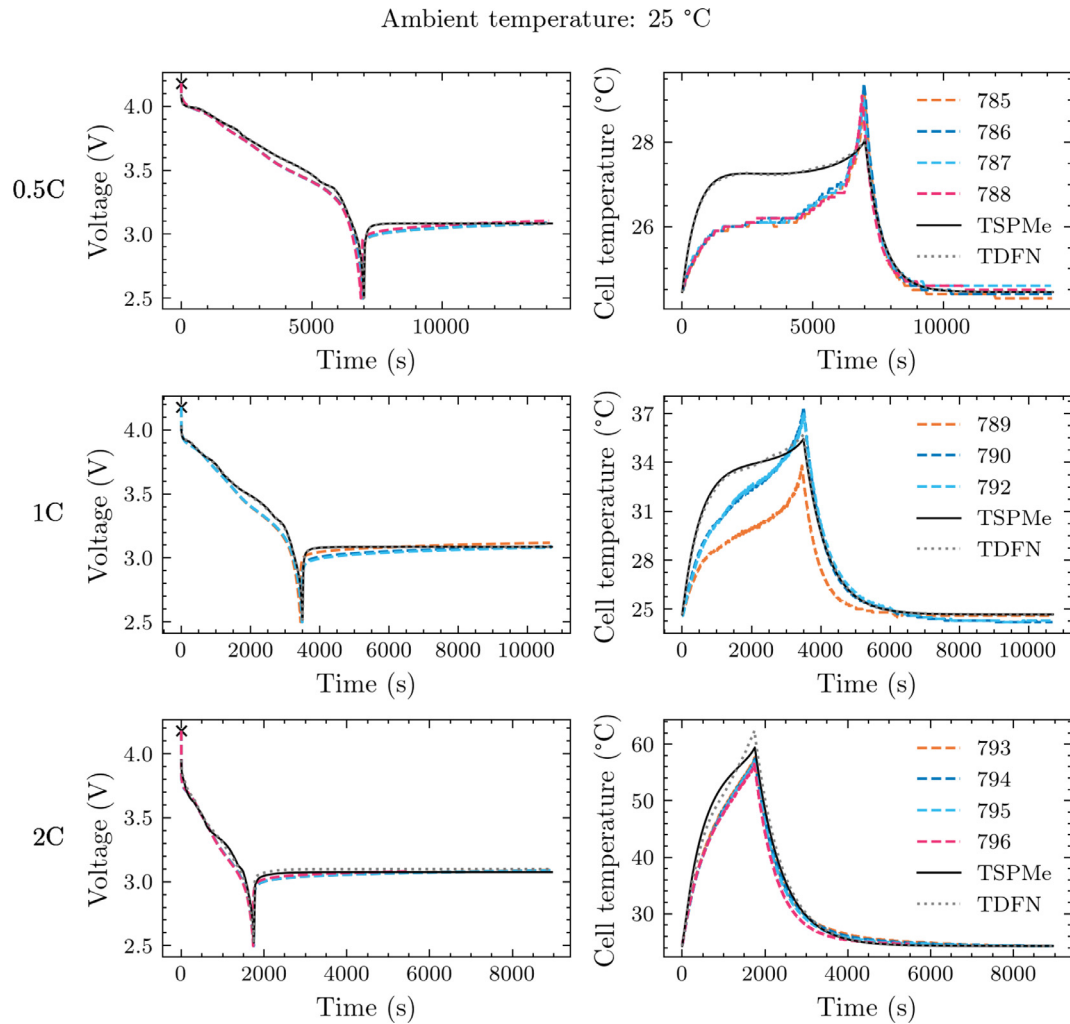 Ambient temperature: 25 °C
0.5C
Voltage (V)
4.0
3.5
3.0
2.5
0 5000 10000
Time (s)
Cell temperature (°C)
28
26
0 5000 10000
Time (s)
785
786
787
788
TSPMe
TDFN
1C
Voltage (V)
4.0
3.5
3.0
2.5
0 2000 4000 6000 8000 10000
Time (s)
Cell temperature (°C)
37
34
31
28
25
0 2000 4000 6000 8000 10000
Time (s)
789
790
792
TSPMe
TDFN
2C
Voltage (V)
4.0
3.5
3.0
2.5
0 2000 4000 6000 8000
Time (s)
Cell temperature (°C)
60
50
40
30
0 2000 4000 6000 8000
Time (s)
793
794
795
796
TSPMe
TDFN